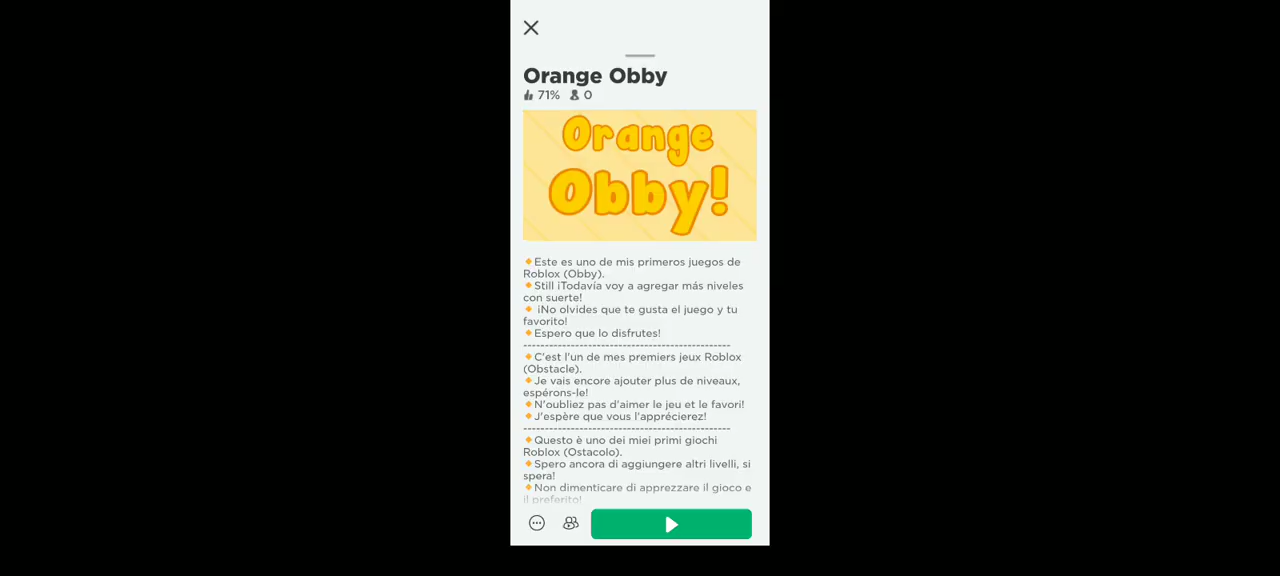 Orange Obby
71% 0
Orange
Obby!
🔸Este es uno de mis primeros juegos de
Roblox (Obby).
🔸Still ¡Todavía voy a agregar más niveles
con suerte!
🔸 ¡No olvides que te gusta el juego y tu
favorito!
🔸Espero que lo disfrutes!
------------------------------------------------
🔸C'est l'un de mes premiers jeux Roblox
(Obstacle).
🔸Je vais encore ajouter plus de niveaux,
espérons-le!
🔸N'oubliez pas d'aimer le jeu et le favori!
🔸J'espère que vous l'apprécierez!
------------------------------------------------
🔸Questo è uno dei miei primi giochi
Roblox (Ostacolo).
🔸Spero ancora di aggiungere altri livelli, si
spera!
🔸Non dimenticare di apprezzare il gioco e
il preferito!